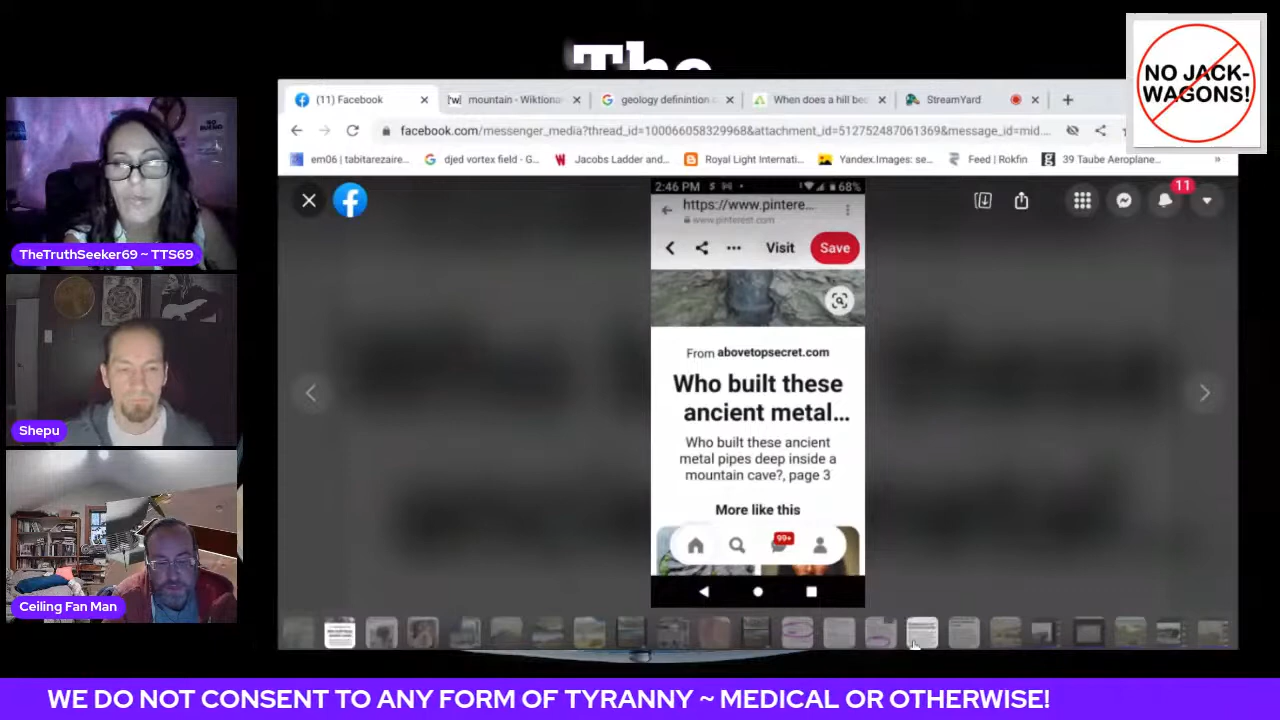 The
NO JACK-
WAGONS!
(11) Facebook
mountain - Wiktiona
geology definintion
When does a hill be
StreamYard
facebook.com/messenger_media?thread_id=100066058329968&attachment_id=512752487061369&message_id=mid....
em06 | tabitarezaire...
djed vortex field - G...
Jacobs Ladder and...
Royal Light Internati...
Yandex.Images: se...
Feed | Rokfin
39 Taube Aeroplane...
»
11
2:46 PM
68%
https://www.pintere...
www.pinterest.com
Visit
Save
From abovetopsecret.com
Who built these
ancient metal...
Who built these ancient
metal pipes deep inside a
mountain cave?, page 3
More like this
99+
NO
BUENO
TheTruthSeeker69 ~ TTS69
Shepu
Ceiling Fan Man
WE DO NOT CONSENT TO ANY FORM OF TYRANNY ~ MEDICAL OR OTHERWISE!